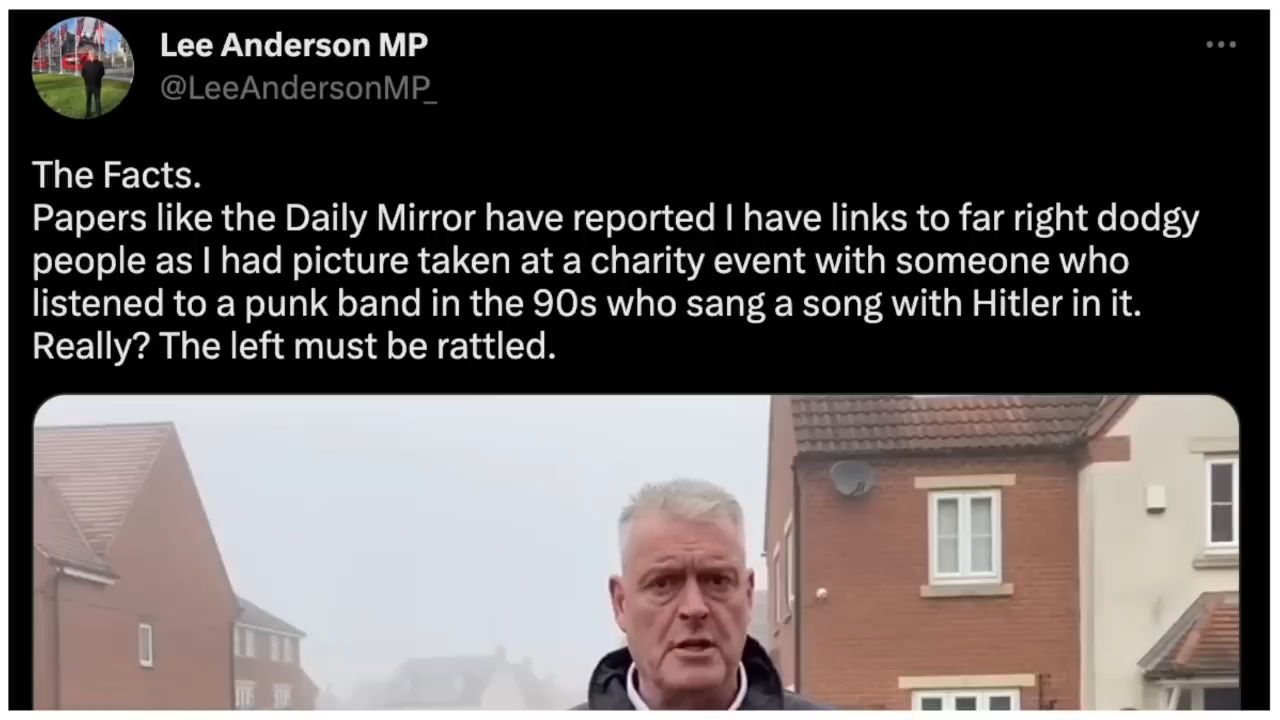 Lee Anderson MP
@LeeAndersonMP_
The Facts.
Papers like the Daily Mirror have reported I have links to far right dodgy
people as I had picture taken at a charity event with someone who
listened to a punk band in the 90s who sang a song with Hitler in it.
Really? The left must be rattled.